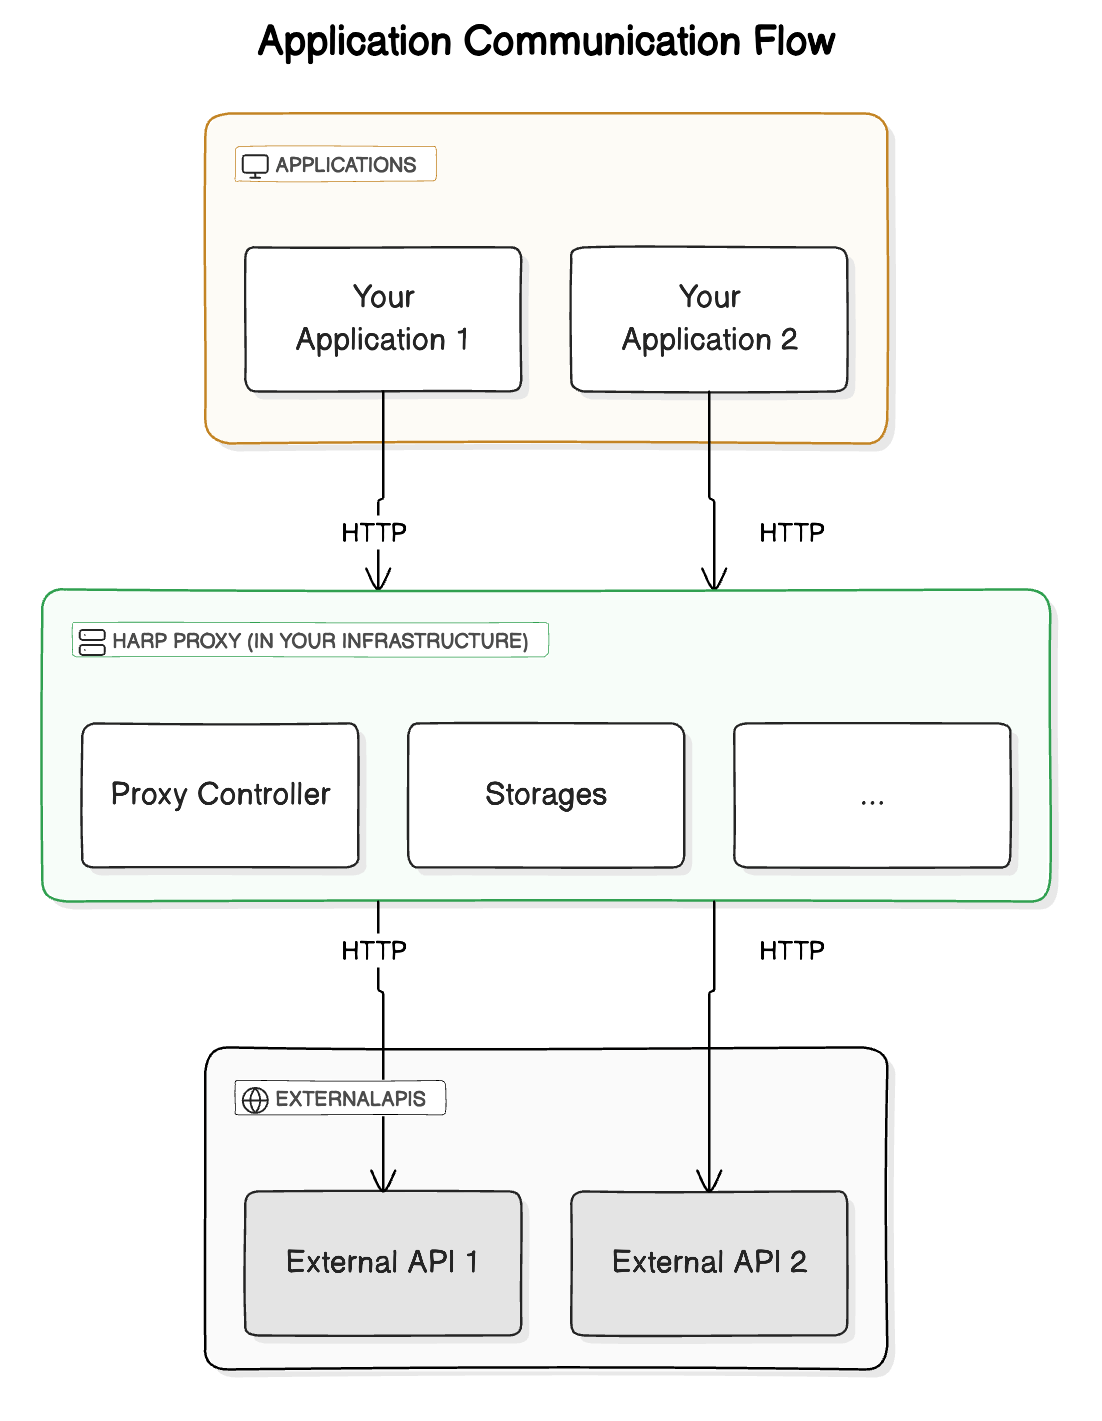 Application Communication Flow
APPLICATIONS
Your
Application 1
Your
Application 2
HTTP
HTTP
HARP PROXY (IN YOUR INFRASTRUCTURE)
Proxy Controller
Storages
...
HTTP
HTTP
EXTERNALAPIS
External API 1
External API 2